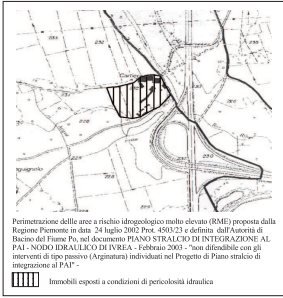 292
Perimetrazione dellle aree a rischio idrogeologico molto elevato (RME) proposta dalla
Regione Piemonte in data 24 luglio 2002 Prot. 4503/23 e definita dall'Autorità di
Bacino del Fiume Po, nel documento PIANO STRALCIO DI INTEGRAZIONE AL
PAI - NODO IDRAULICO DI IVREA - Febbraio 2003 - "non difendibile con gli
interventi di tipo passivo (Arginatura) individuati nel Progetto di Piano stralcio di
integrazione al PAI" -
Immobili esposti a condizioni di pericolosità idraulica